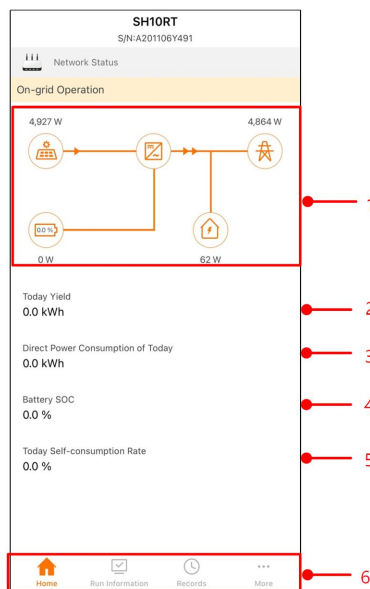 SH10RT
S/N:A201106Y491
Network Status
On-grid Operation
4,927 W
4,864 W
0.0 %
0 W
62 W
1
Today Yield
0.0 kWh
2
Direct Power Consumption of Today
0.0 kWh
3
Battery SOC
0.0 %
4
Today Self-consumption Rate
0.0 %
5
Home
Run Information
Records
More
6